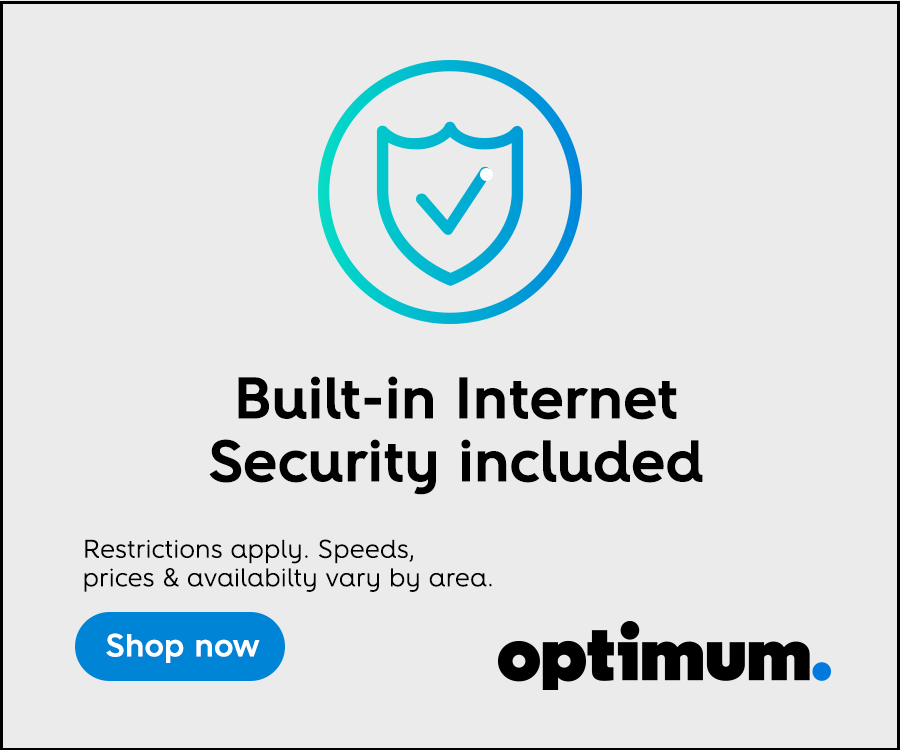 Built-in Internet
Security included
Restrictions apply. Speeds,
prices & availabilty vary by area.
Shop now
optimum.